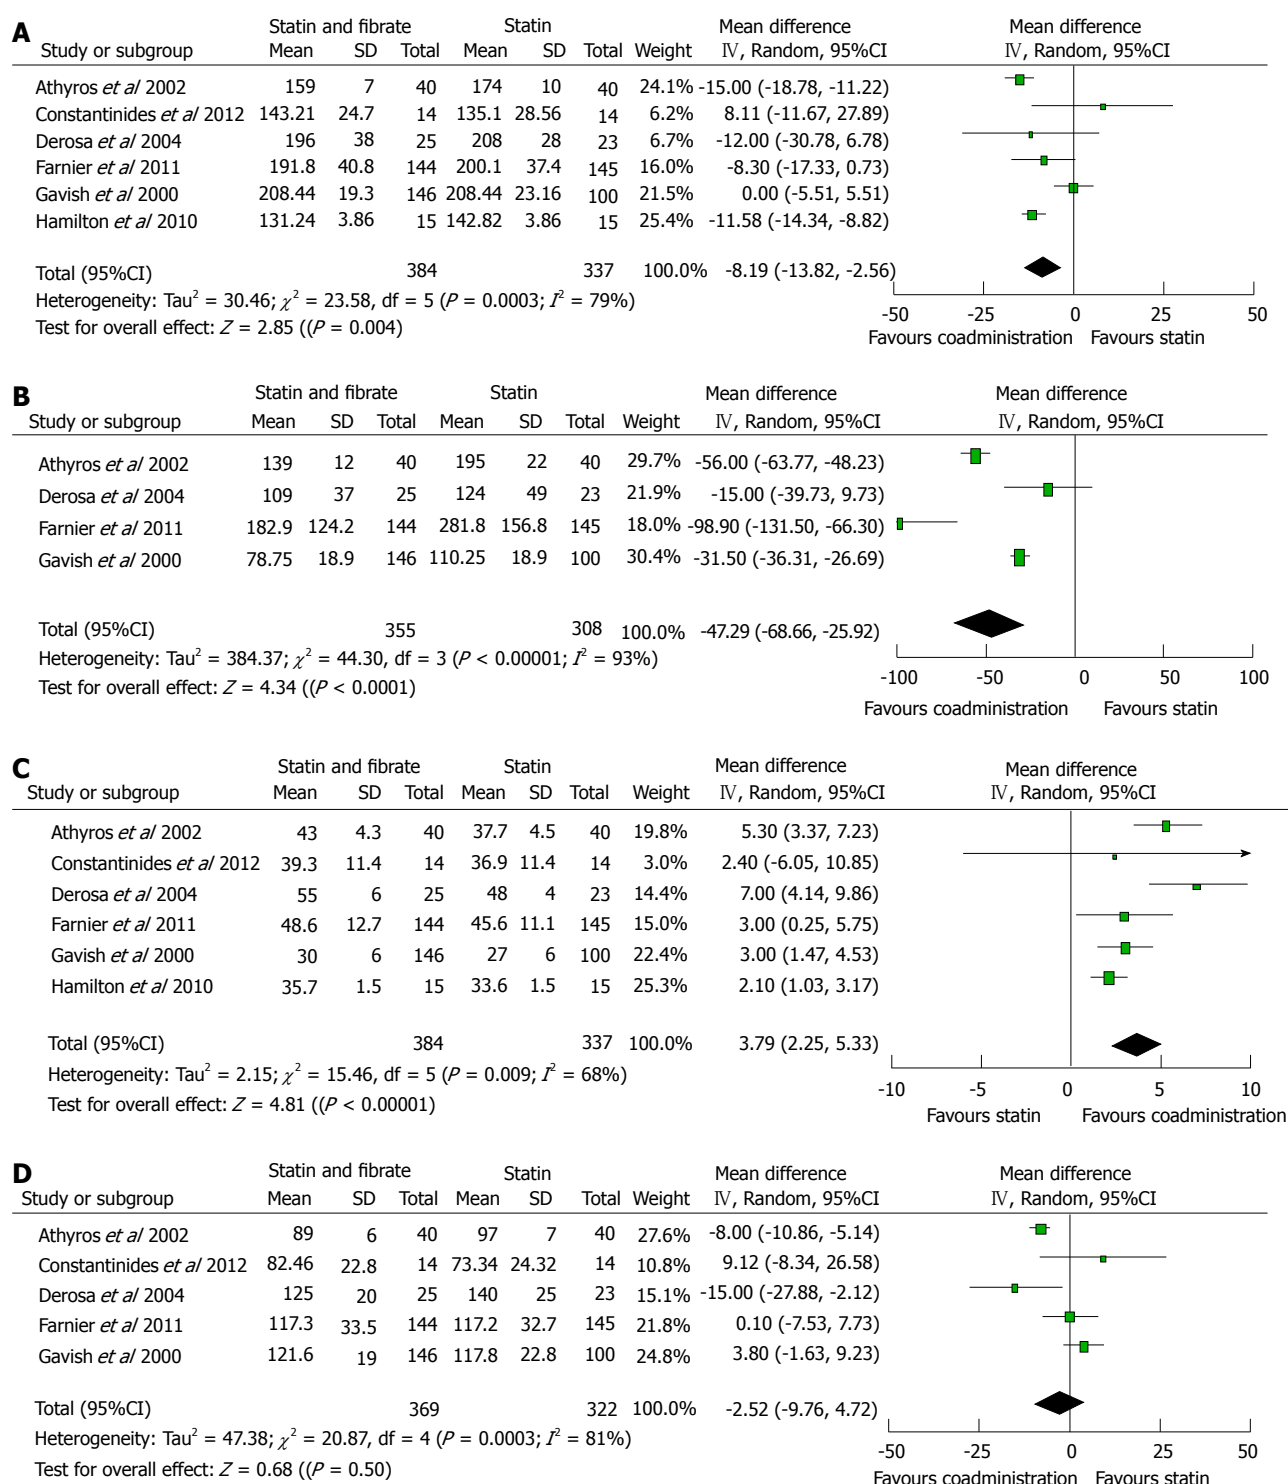 A
Statin and fibrate Statin Mean difference Mean difference
Study or subgroup Mean SD Total Mean SD Total Weight IV, Random, 95%CI IV, Random, 95%CI
Athyros et al 2002 159 7 40 174 10 40 24.1% -15.00 (-18.78, -11.22)
Constantinides et al 2012 143.21 24.7 14 135.1 28.56 14 6.2% 8.11 (-11.67, 27.89)
Derosa et al 2004 196 38 25 208 28 23 6.7% -12.00 (-30.78, 6.78)
Farnier et al 2011 191.8 40.8 144 200.1 37.4 145 16.0% -8.30 (-17.33, 0.73)
Gavish et al 2000 208.44 19.3 146 208.44 23.16 100 21.5% 0.00 (-5.51, 5.51)
Hamilton et al 2010 131.24 3.86 15 142.82 3.86 15 25.4% -11.58 (-14.34, -8.82)
Total (95%CI) 384 337 100.0% -8.19 (-13.82, -2.56)
Heterogeneity: Tau² = 30.46; χ² = 23.58, df = 5 (P = 0.0003; I² = 79%)
Test for overall effect: Z = 2.85 ((P = 0.004)
-50 -25 0 25 50
Favours coadministration Favours statin
B
Statin and fibrate Statin Mean difference Mean difference
Study or subgroup Mean SD Total Mean SD Total Weight IV, Random, 95%CI IV, Random, 95%CI
Athyros et al 2002 139 12 40 195 22 40 29.7% -56.00 (-63.77, -48.23)
Derosa et al 2004 109 37 25 124 49 23 21.9% -15.00 (-39.73, 9.73)
Farnier et al 2011 182.9 124.2 144 281.8 156.8 145 18.0% -98.90 (-131.50, -66.30)
Gavish et al 2000 78.75 18.9 146 110.25 18.9 100 30.4% -31.50 (-36.31, -26.69)
Total (95%CI) 355 308 100.0% -47.29 (-68.66, -25.92)
Heterogeneity: Tau² = 384.37; χ² = 44.30, df = 3 (P < 0.00001; I² = 93%)
Test for overall effect: Z = 4.34 ((P < 0.0001)
-100 -50 0 50 100
Favours coadministration Favours statin
C
Statin and fibrate Statin Mean difference Mean difference
Study or subgroup Mean SD Total Mean SD Total Weight IV, Random, 95%CI IV, Random, 95%CI
Athyros et al 2002 43 4.3 40 37.7 4.5 40 19.8% 5.30 (3.37, 7.23)
Constantinides et al 2012 39.3 11.4 14 36.9 11.4 14 3.0% 2.40 (-6.05, 10.85)
Derosa et al 2004 55 6 25 48 4 23 14.4% 7.00 (4.14, 9.86)
Farnier et al 2011 48.6 12.7 144 45.6 11.1 145 15.0% 3.00 (0.25, 5.75)
Gavish et al 2000 30 6 146 27 6 100 22.4% 3.00 (1.47, 4.53)
Hamilton et al 2010 35.7 1.5 15 33.6 1.5 15 25.3% 2.10 (1.03, 3.17)
Total (95%CI) 384 337 100.0% 3.79 (2.25, 5.33)
Heterogeneity: Tau² = 2.15; χ² = 15.46, df = 5 (P = 0.009; I² = 68%)
Test for overall effect: Z = 4.81 ((P < 0.00001)
-10 -5 0 5 10
Favours statin Favours coadministration
D
Statin and fibrate Statin Mean difference Mean difference
Study or subgroup Mean SD Total Mean SD Total Weight IV, Random, 95%CI IV, Random, 95%CI
Athyros et al 2002 89 6 40 97 7 40 27.6% -8.00 (-10.86, -5.14)
Constantinides et al 2012 82.46 22.8 14 73.34 24.32 14 10.8% 9.12 (-8.34, 26.58)
Derosa et al 2004 125 20 25 140 25 23 15.1% -15.00 (-27.88, -2.12)
Farnier et al 2011 117.3 33.5 144 117.2 32.7 145 21.8% 0.10 (-7.53, 7.73)
Gavish et al 2000 121.6 19 146 117.8 22.8 100 24.8% 3.80 (-1.63, 9.23)
Total (95%CI) 369 322 100.0% -2.52 (-9.76, 4.72)
Heterogeneity: Tau² = 47.38; χ² = 20.87, df = 4 (P = 0.0003; I² = 81%)
Test for overall effect: Z = 0.68 ((P = 0.50)
-50 -25 0 25 50
Favours coadministration Favours statin